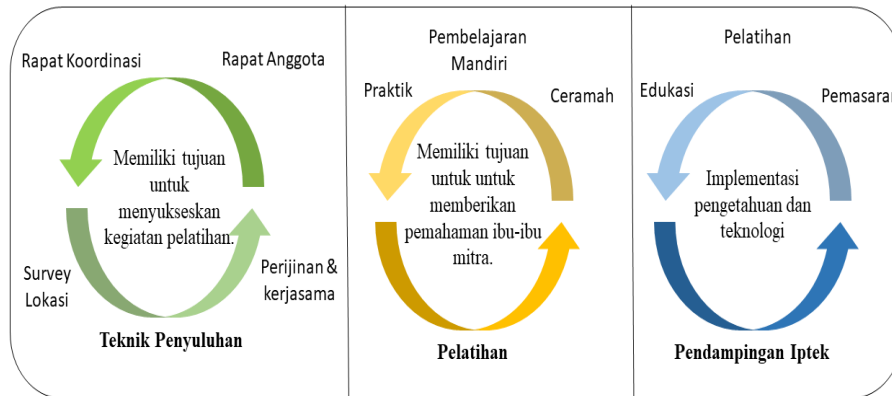 Rapat Koordinasi
Rapat Anggota
Memiliki tujuan
untuk
menyukseskan
kegiatan pelatihan.
Survey
Lokasi
Perijinan &
kerjasama
Teknik Penyuluhan
Pembelajaran
Mandiri
Praktik
Ceramah
Memiliki tujuan
untuk untuk
memberikan
pemahaman ibu-ibu
mitra.
Pelatihan
Pelatihan
Edukasi
Pemasaran
Implementasi
pengetahuan dan
teknologi
Pendampingan Iptek